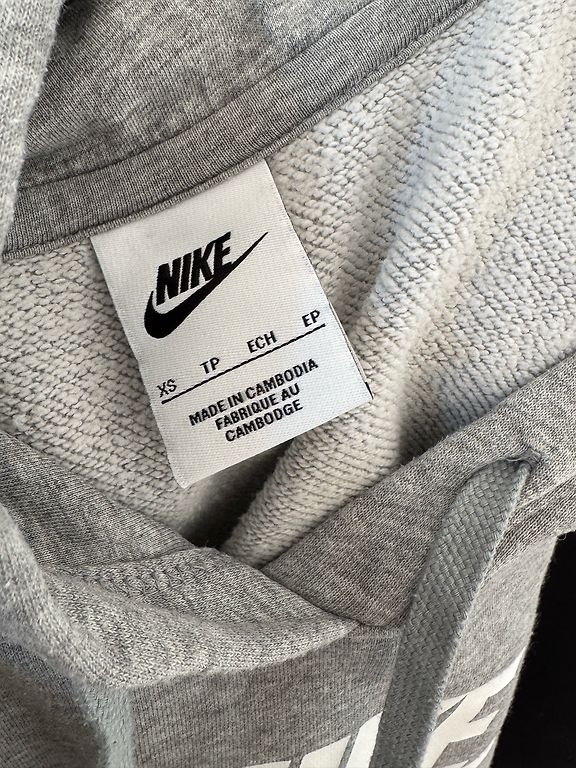 NIKE
XS TP ECH EP
MADE IN CAMBODIA
FABRIQUE AU
CAMBODGE